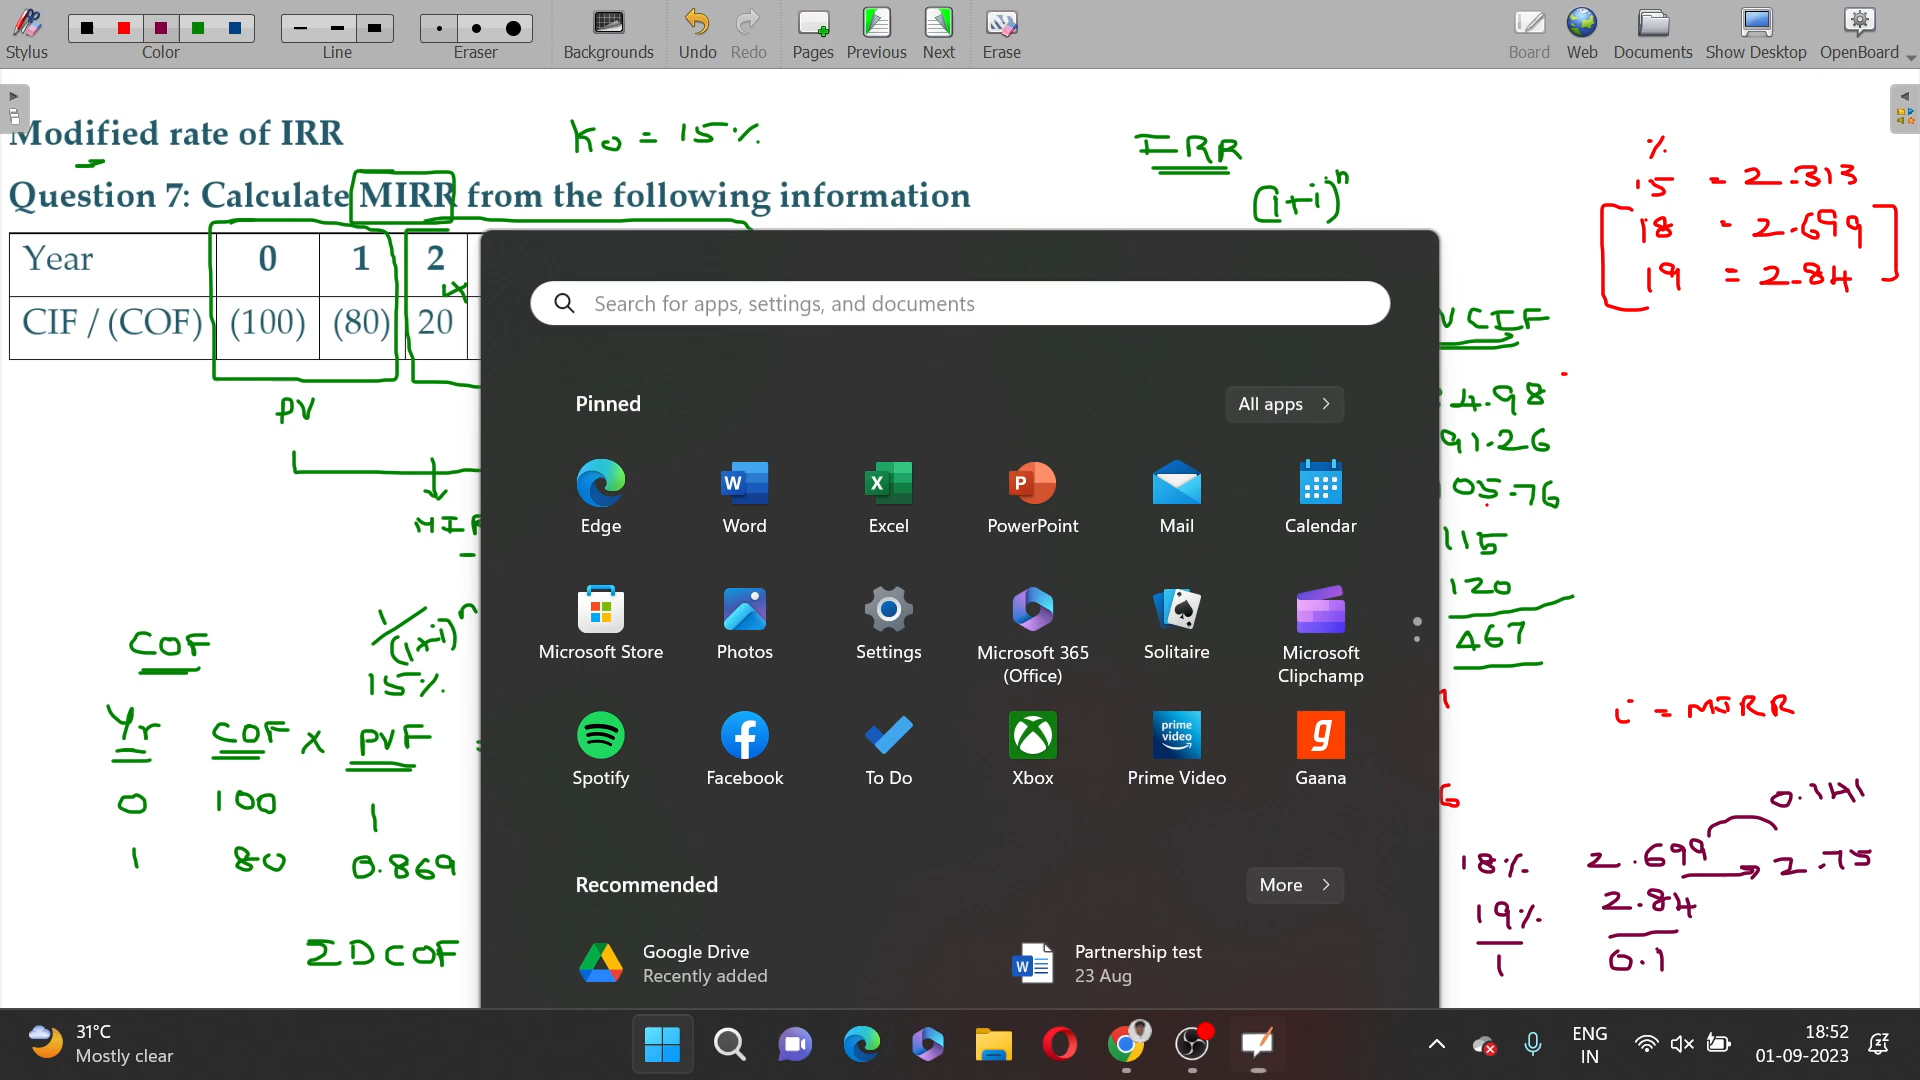 Stylus
Color
Line
Eraser
Backgrounds
Undo
Redo
Pages
Previous
Next
Erase
Board
Web
Documents
Show Desktop
OpenBoard
Modified rate of IRR
Ko = 15%
IRR
(1+i)^n
Question 7: Calculate MIRR from the following information
%
15 = 2.313
18 = 2.699
19 = 2.84
Year 0 1 2
CIF / (COF) (100) (80) 20
PV
VCIF
4.98
91.26
05.76
115
120
467
COF
1/(1+i)^n
15%
Yr COF x PVF
0 100 1
1 80 0.869
ΣDCOF
i = MIRR
0.141
18% 2.699 → 2.75
19% 2.84
1 0.1
Search for apps, settings, and documents
Pinned
All apps
Edge
Word
Excel
PowerPoint
Mail
Calendar
Microsoft Store
Photos
Settings
Microsoft 365
(Office)
Solitaire
Microsoft
Clipchamp
Spotify
Facebook
To Do
Xbox
prime
video
Prime Video
Gaana
Recommended
More
Google Drive
Recently added
Partnership test
23 Aug
31°C
Mostly clear
ENG
IN
18:52
01-09-2023